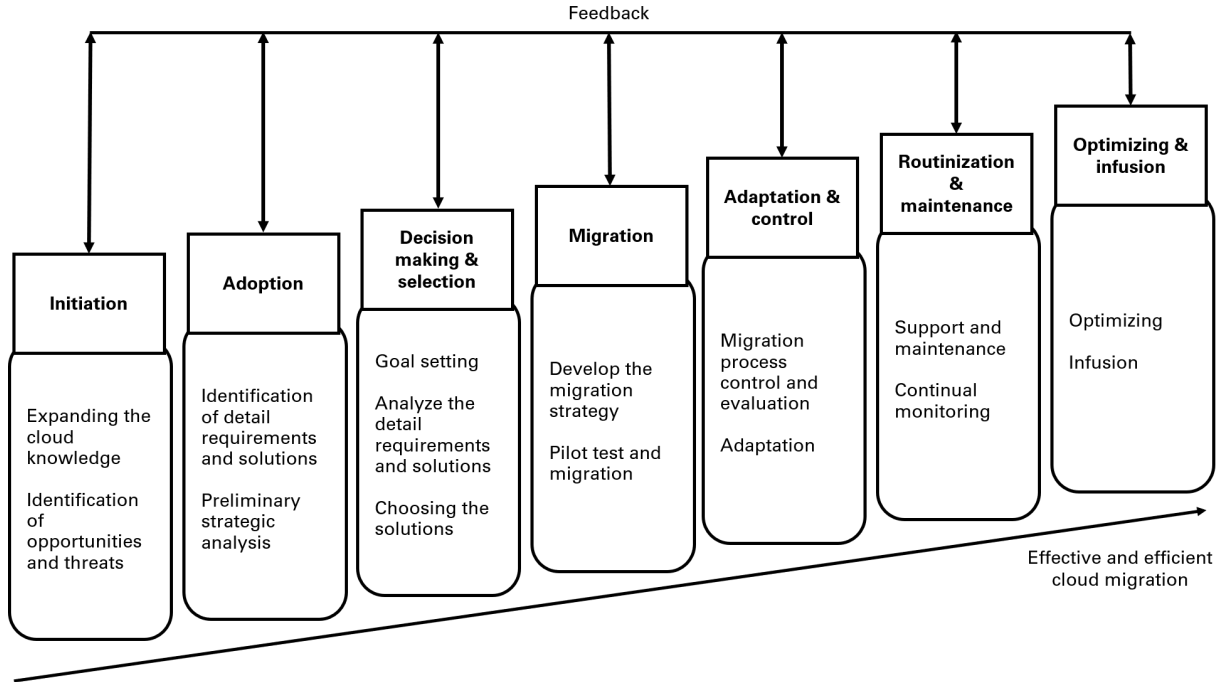 Feedback
Initiation
Expanding the
cloud
knowledge
Identification
of
opportunities
and threats
Adoption
Identification
of detail
requirements
and solutions
Preliminary
strategic
analysis
Decision
making &
selection
Goal setting
Analyze the
detail
requirements
and solutions
Choosing the
solutions
Migration
Develop the
migration
strategy
Pilot test and
migration
Adaptation &
control
Migration
process
control and
evaluation
Adaptation
Routinization
&
maintenance
Support and
maintenance
Continual
monitoring
Optimizing &
infusion
Optimizing
Infusion
Effective and efficient
cloud migration